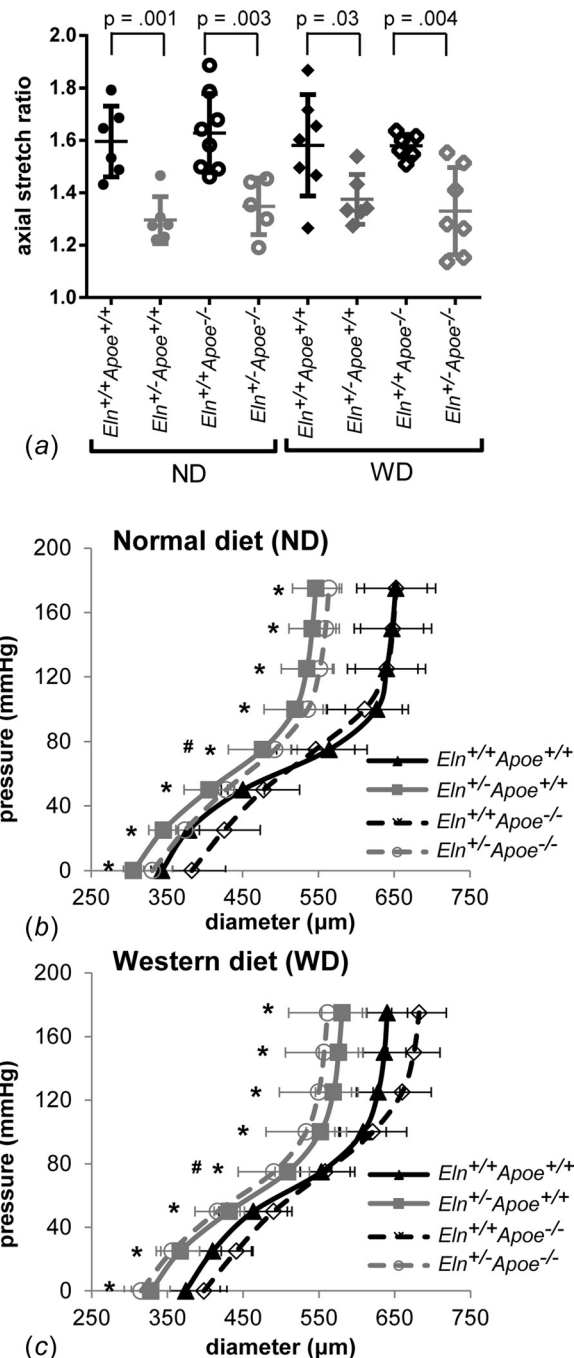 p = .001 p = .003 p = .03 p = .004
axial stretch ratio
2.0
1.8
1.6
1.4
1.2
1.0
Eln+/+Apoe+/+
Eln+/-Apoe+/+
Eln+/+Apoe-/-
Eln+/-Apoe-/-
Eln+/+Apoe+/+
Eln+/-Apoe+/+
Eln+/+Apoe-/-
Eln+/-Apoe-/-
(a)
ND WD
Normal diet (ND)
pressure (mmHg)
200
160
120
80
40
0
*
*
*
*
# *
*
*
*
Eln+/+Apoe+/+
Eln+/-Apoe+/+
Eln+/+Apoe-/-
Eln+/-Apoe-/-
250 350 450 550 650 750
diameter (μm)
(b)
Western diet (WD)
pressure (mmHg)
200
160
120
80
40
0
*
*
*
*
# *
*
*
*
Eln+/+Apoe+/+
Eln+/-Apoe+/+
Eln+/+Apoe-/-
Eln+/-Apoe-/-
250 350 450 550 650 750
diameter (μm)
(c)